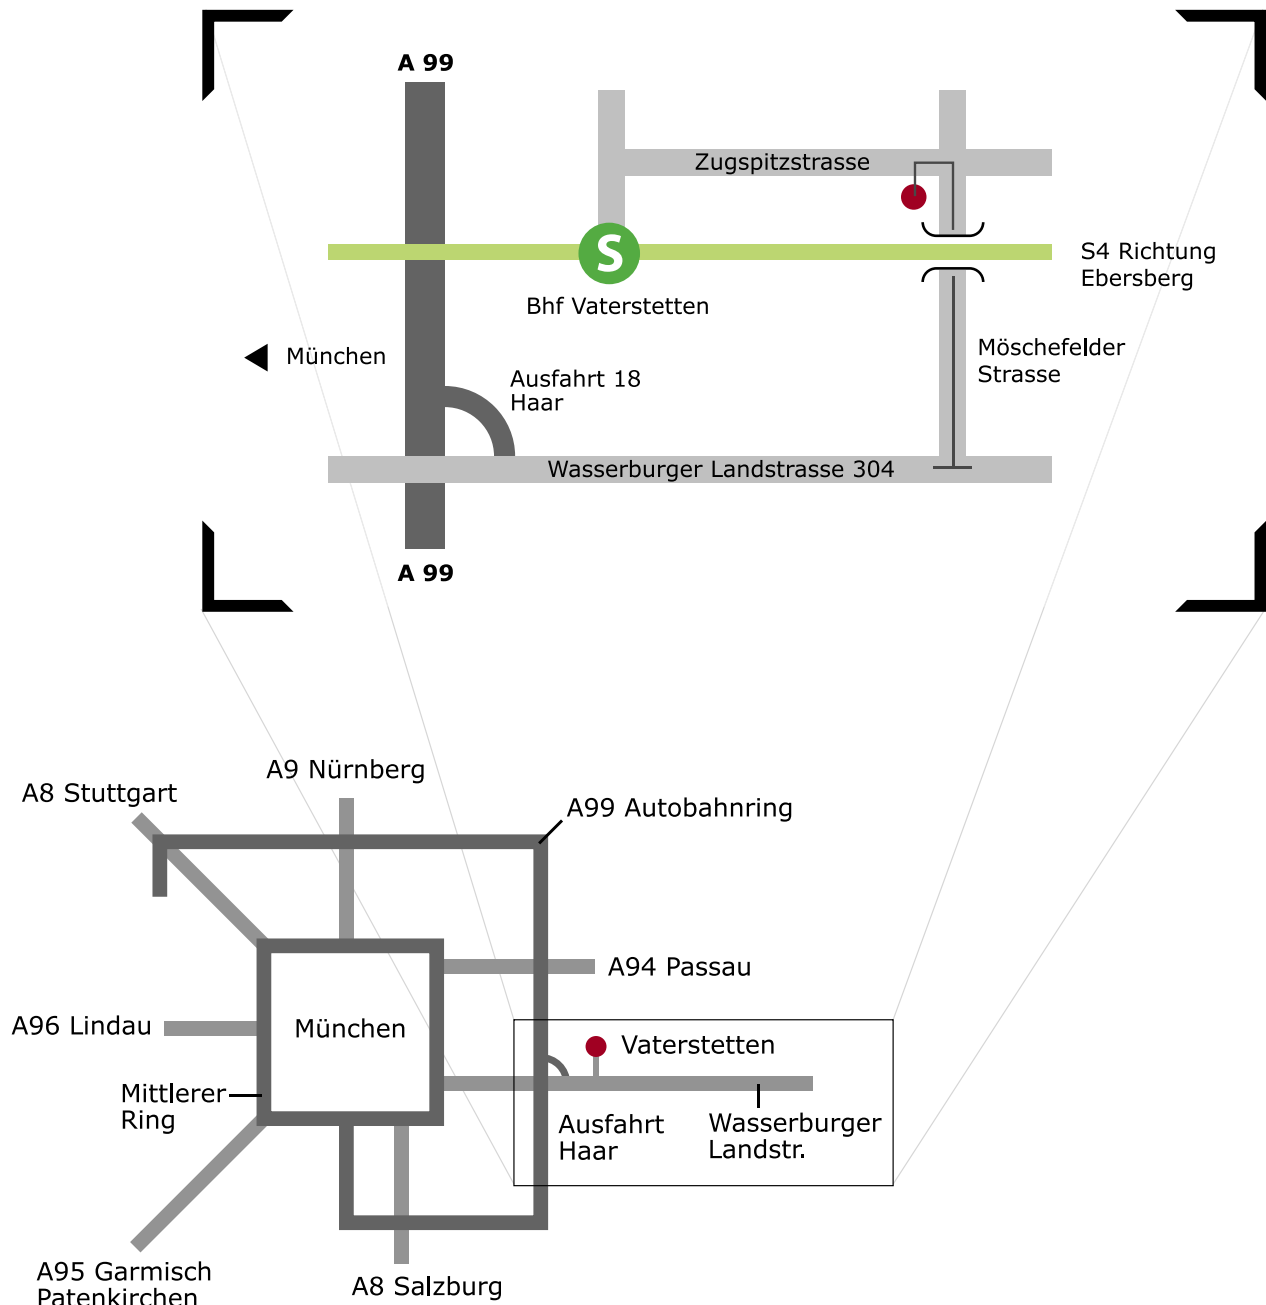 A 99
Zugspitzstrasse
S
S4 Richtung
Ebersberg
Bhf Vaterstetten
München
Möschefelder
Strasse
Ausfahrt 18
Haar
Wasserburger Landstrasse 304
A 99
A9 Nürnberg
A8 Stuttgart
A99 Autobahnring
A94 Passau
A96 Lindau
München
Vaterstetten
Mittlerer
Ring
Ausfahrt
Haar
Wasserburger
Landstr.
A95 Garmisch
Patenkirchen
A8 Salzburg